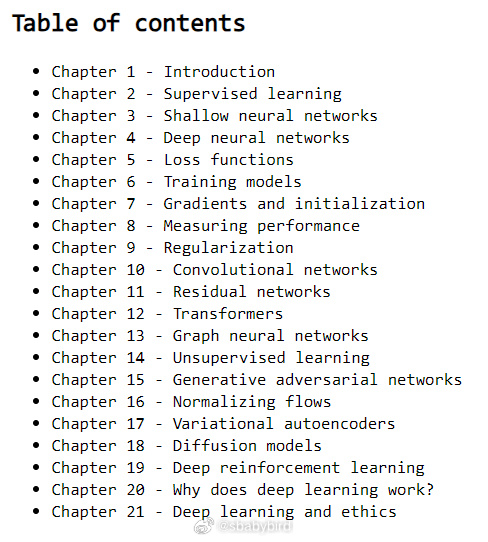 Table of contents
• Chapter 1 - Introduction
• Chapter 2 - Supervised learning
• Chapter 3 - Shallow neural networks
• Chapter 4 - Deep neural networks
• Chapter 5 - Loss functions
• Chapter 6 - Training models
• Chapter 7 - Gradients and initialization
• Chapter 8 - Measuring performance
• Chapter 9 - Regularization
• Chapter 10 - Convolutional networks
• Chapter 11 - Residual networks
• Chapter 12 - Transformers
• Chapter 13 - Graph neural networks
• Chapter 14 - Unsupervised learning
• Chapter 15 - Generative adversarial networks
• Chapter 16 - Normalizing flows
• Chapter 17 - Variational autoencoders
• Chapter 18 - Diffusion models
• Chapter 19 - Deep reinforcement learning
• Chapter 20 - Why does deep learning work?
• Chapter 21 - Deep learning and ethics
@sbabybird